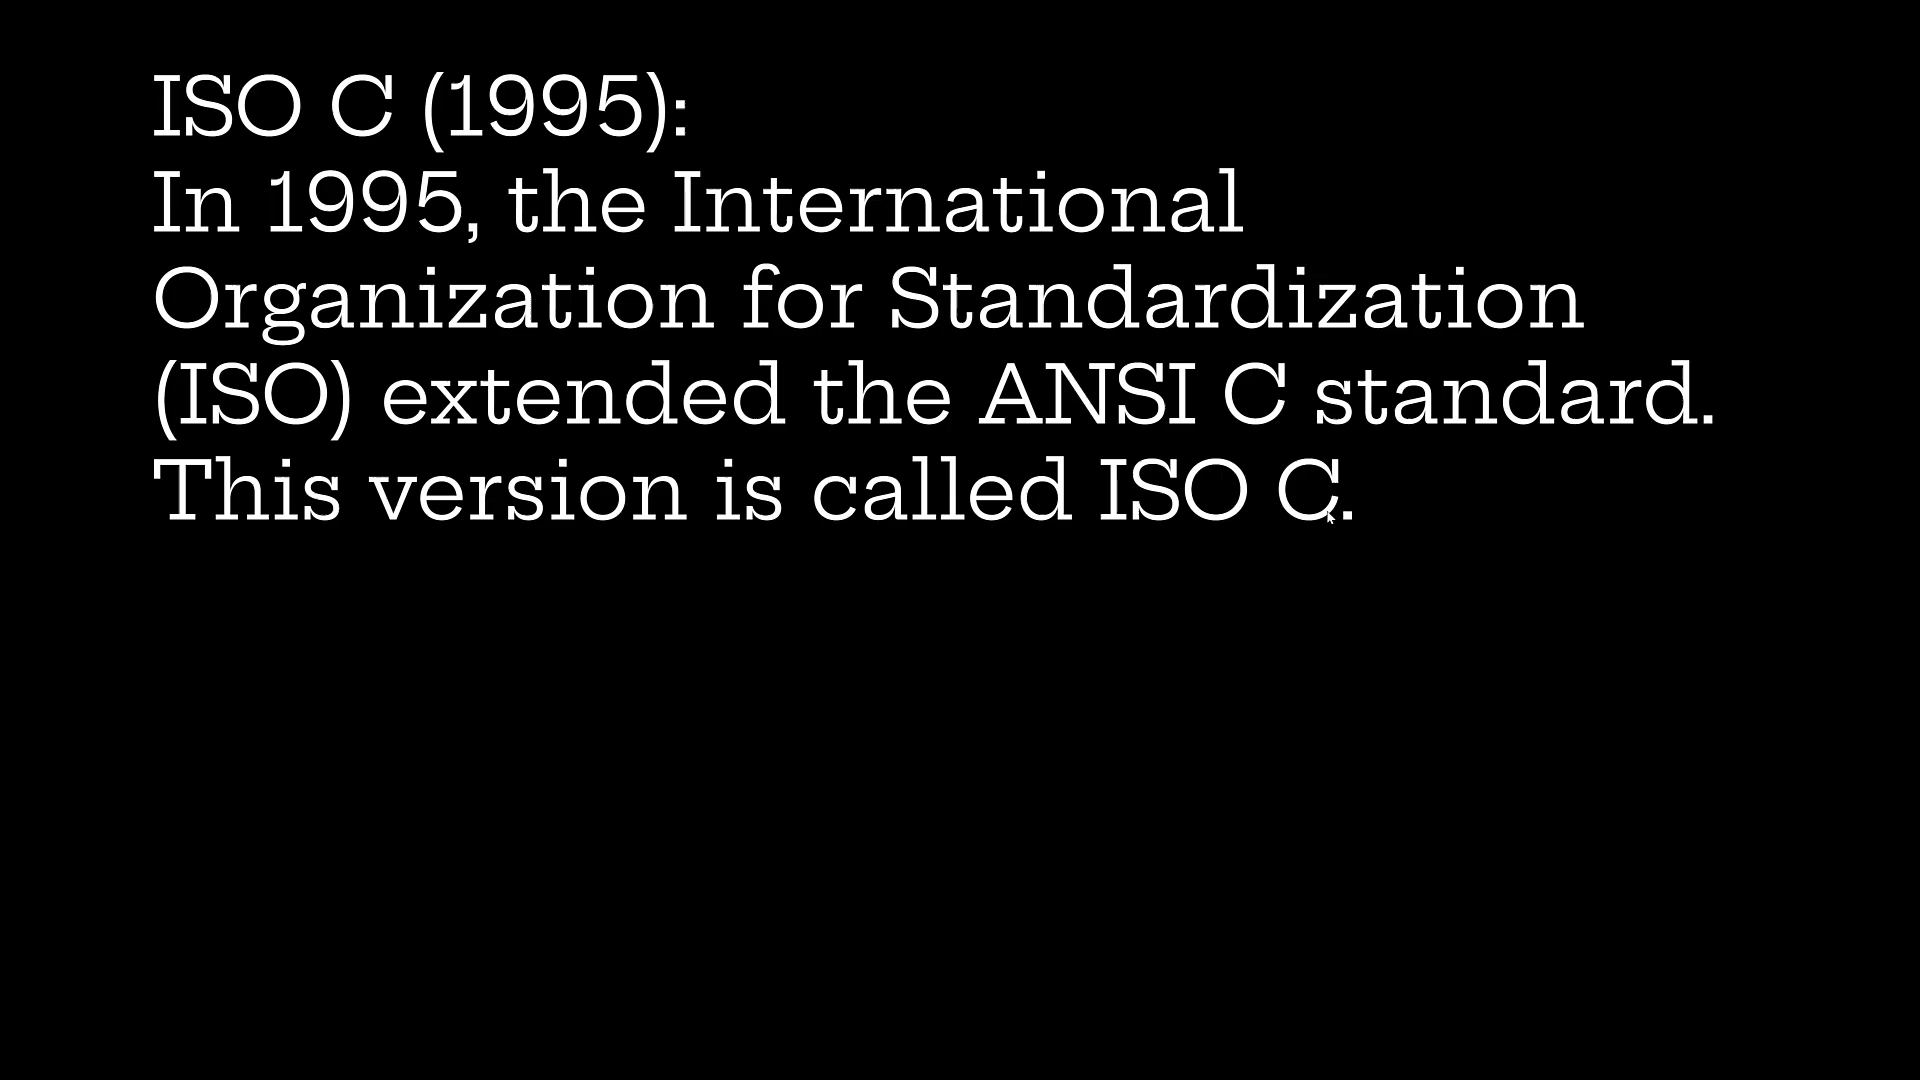 ISO C (1995):
In 1995, the International
Organization for Standardization
(ISO) extended the ANSI C standard.
This version is called ISO C.